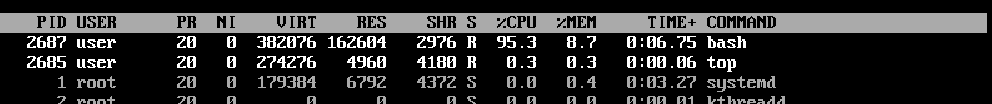 PID USER PR NI VIRT RES SHR S %CPU %MEM TIME+ COMMAND
2687 user 20 0 382076 162604 2976 R 95.3 8.7 0:06.75 bash
2685 user 20 0 274276 4960 4180 R 0.3 0.3 0:00.06 top
1 root 20 0 179384 6792 4372 S 0.0 0.4 0:03.27 systemd
2 root 20 0 0 0 0 S 0.0 0.0 0:00.01 kthreadd